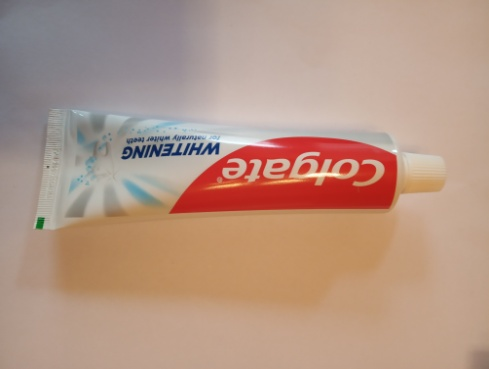 Colgate®
WHITENING
for naturally whiter teeth